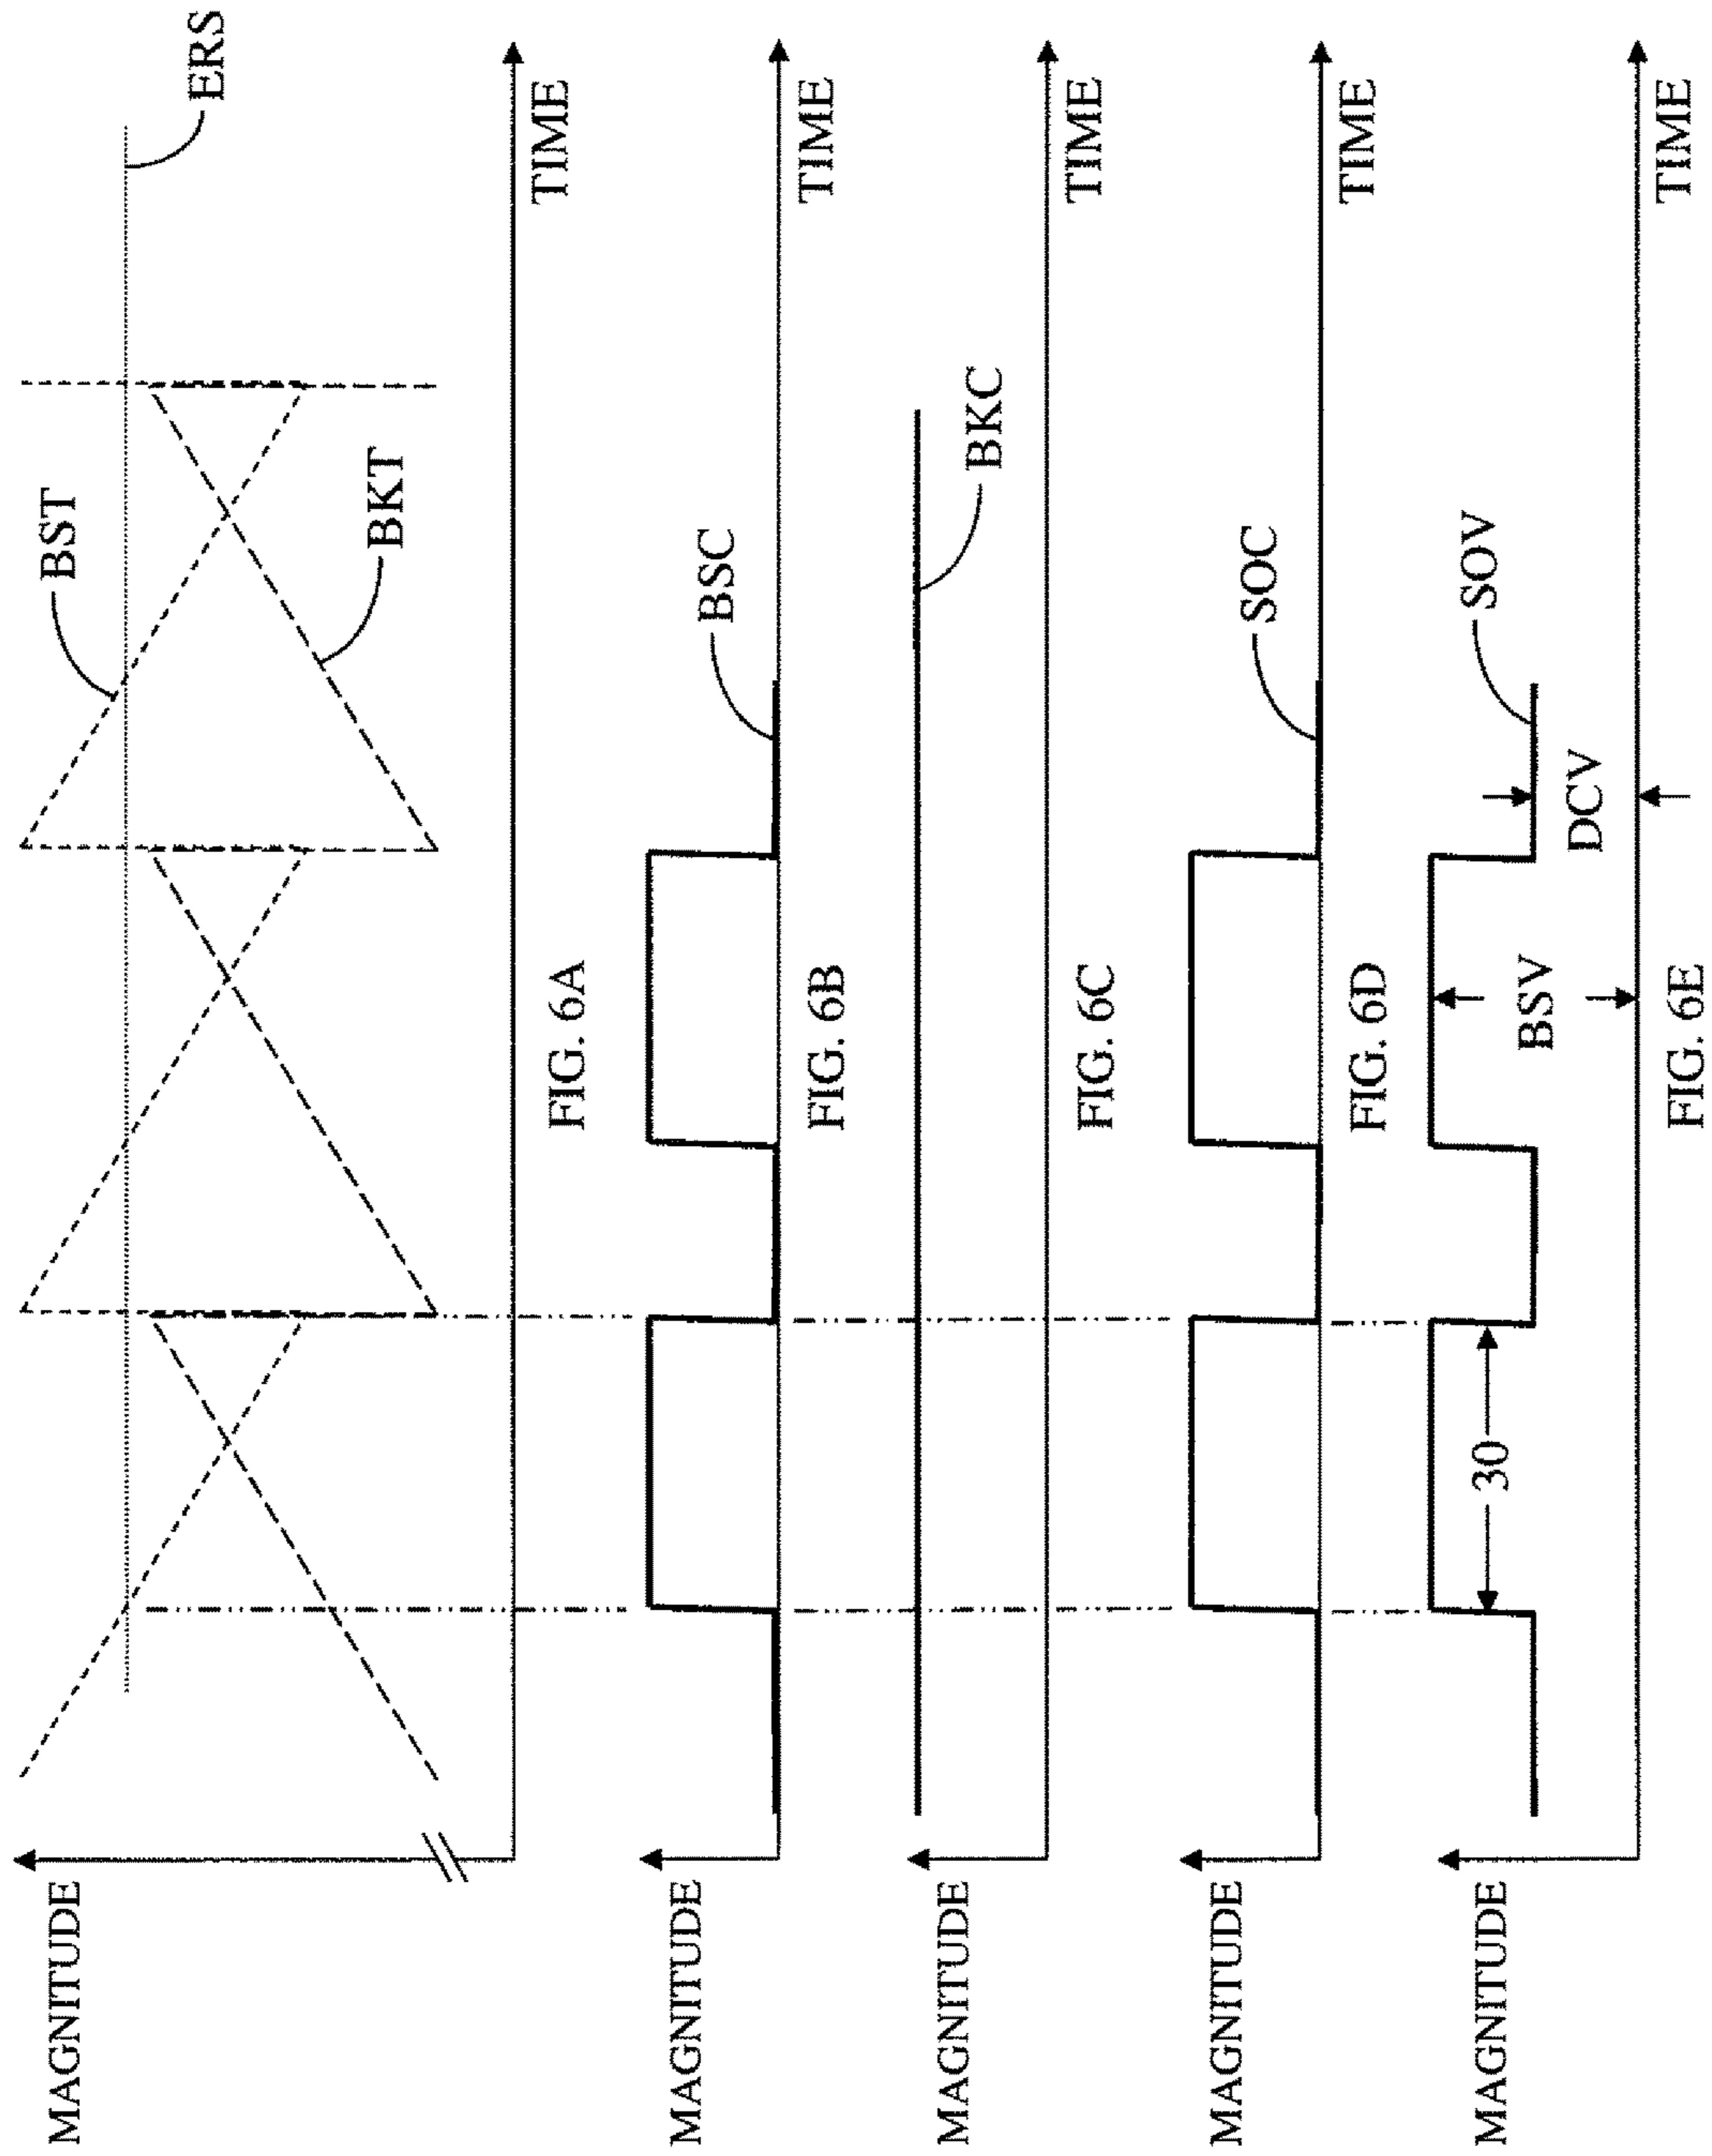 MAGNITUDE
BST
ERS
BKT
TIME
FIG. 6A
MAGNITUDE
BSC
TIME
FIG. 6B
MAGNITUDE
BKC
TIME
FIG. 6C
MAGNITUDE
SOC
TIME
FIG. 6D
MAGNITUDE
30
BSV
SOV
DCV
TIME
FIG. 6E